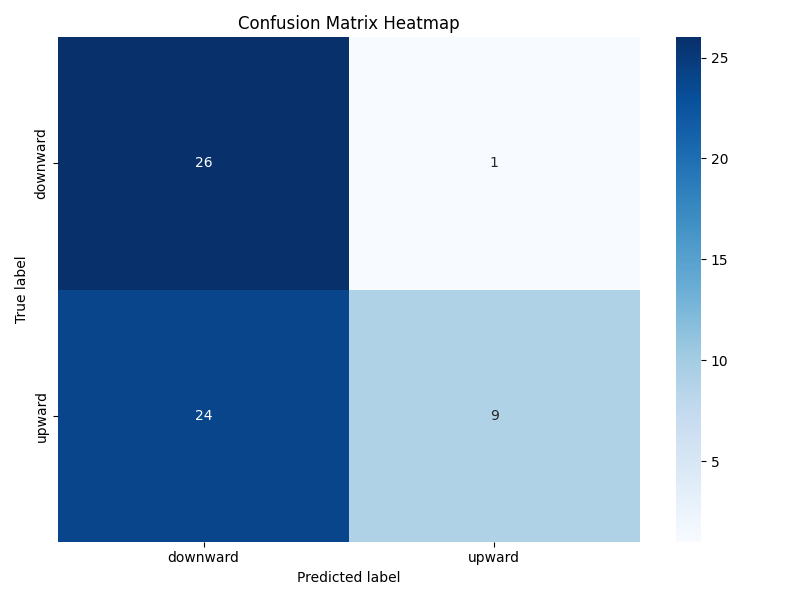 Confusion Matrix Heatmap
True label
downward
26
1
upward
24
9
downward
upward
Predicted label
25
20
15
10
5